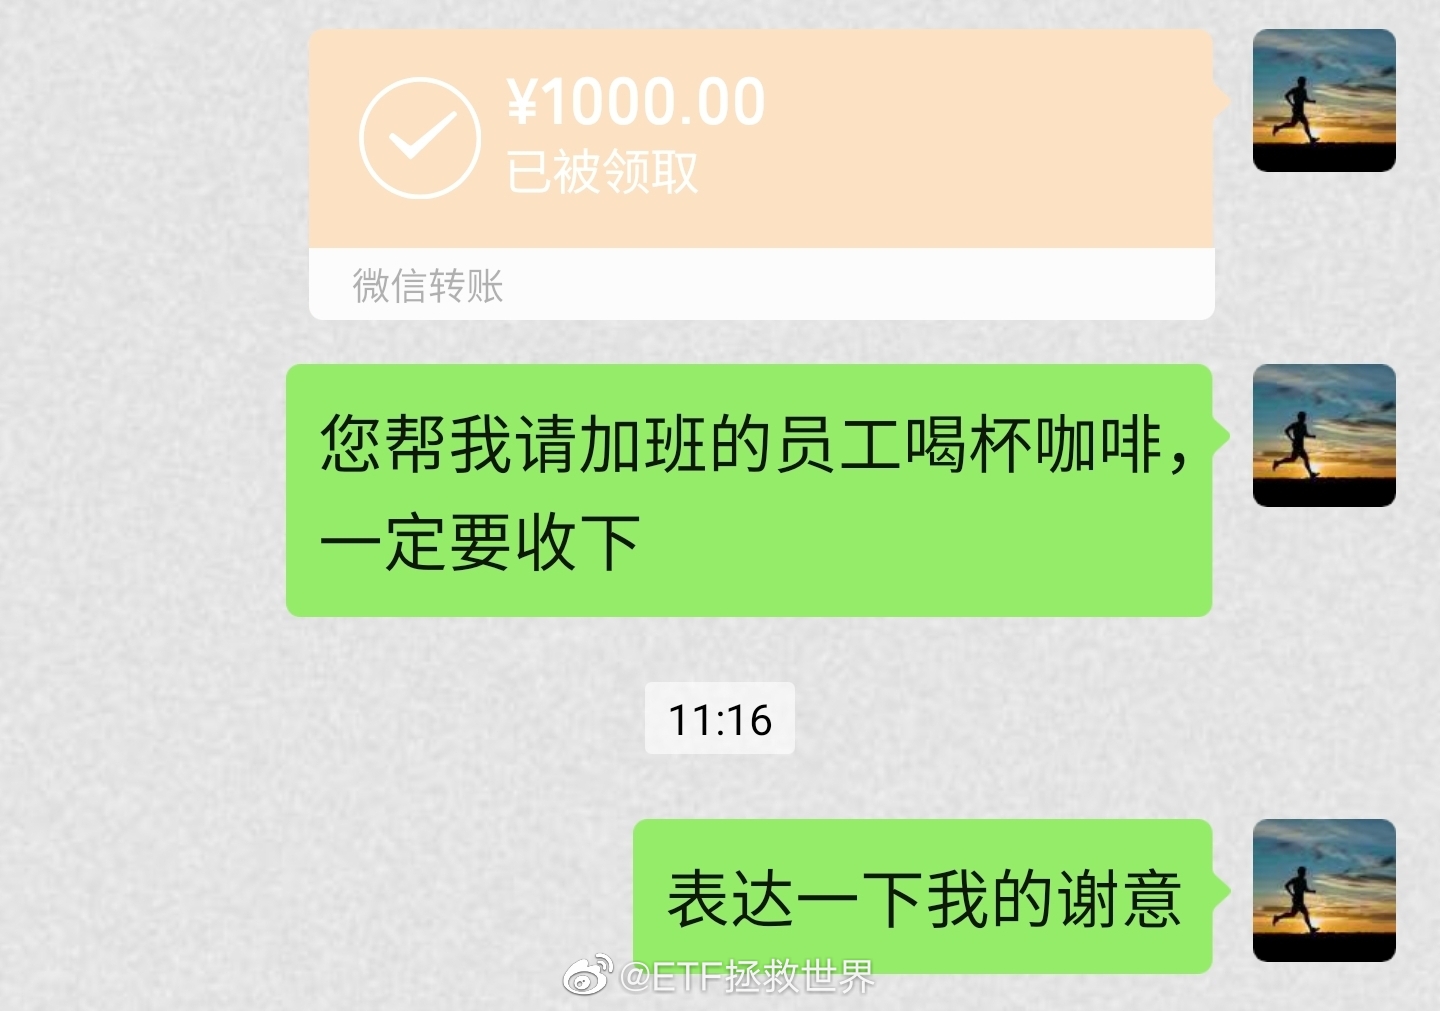 ¥1000.00
已被领取
微信转账
您帮我请加班的员工喝杯咖啡，
一定要收下
11:16
表达一下我的谢意
@ETF拯救世界